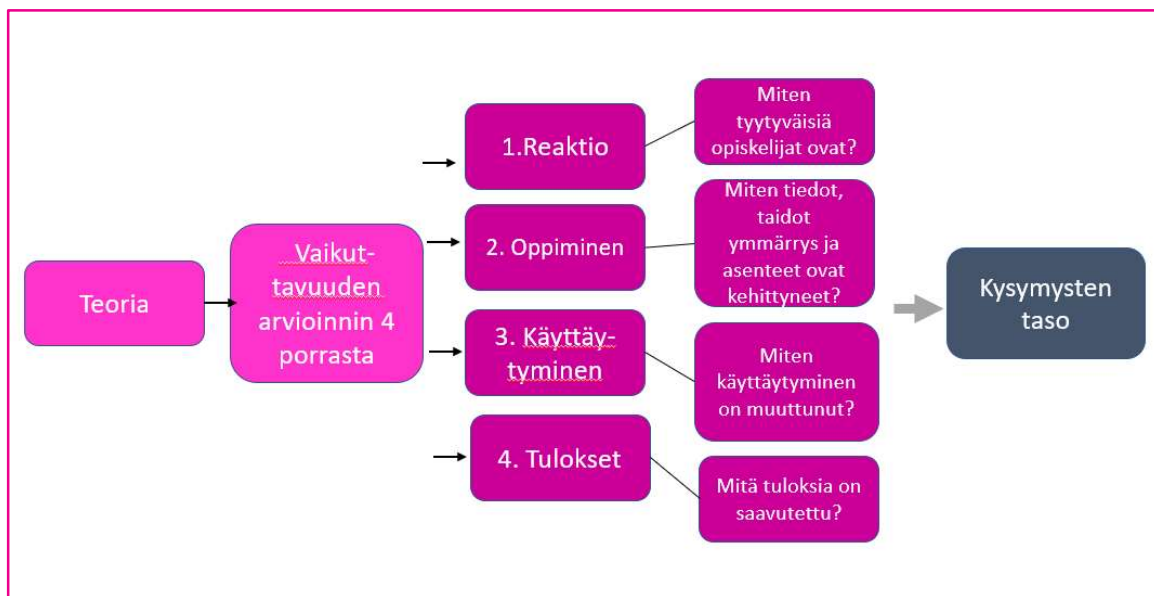 Teoria
Vaikut-
tavuuden
arvioinnin 4
porrasta
1.Reaktio
Miten
tyytyväisiä
opiskelijat ovat?
2. Oppiminen
Miten tiedot,
taidot
ymmärrys ja
asenteet ovat
kehittyneet?
3. Käyttäy-
tyminen
Miten
käyttäytyminen
on muuttunut?
4. Tulokset
Mitä tuloksia on
saavutettu?
Kysymysten
taso